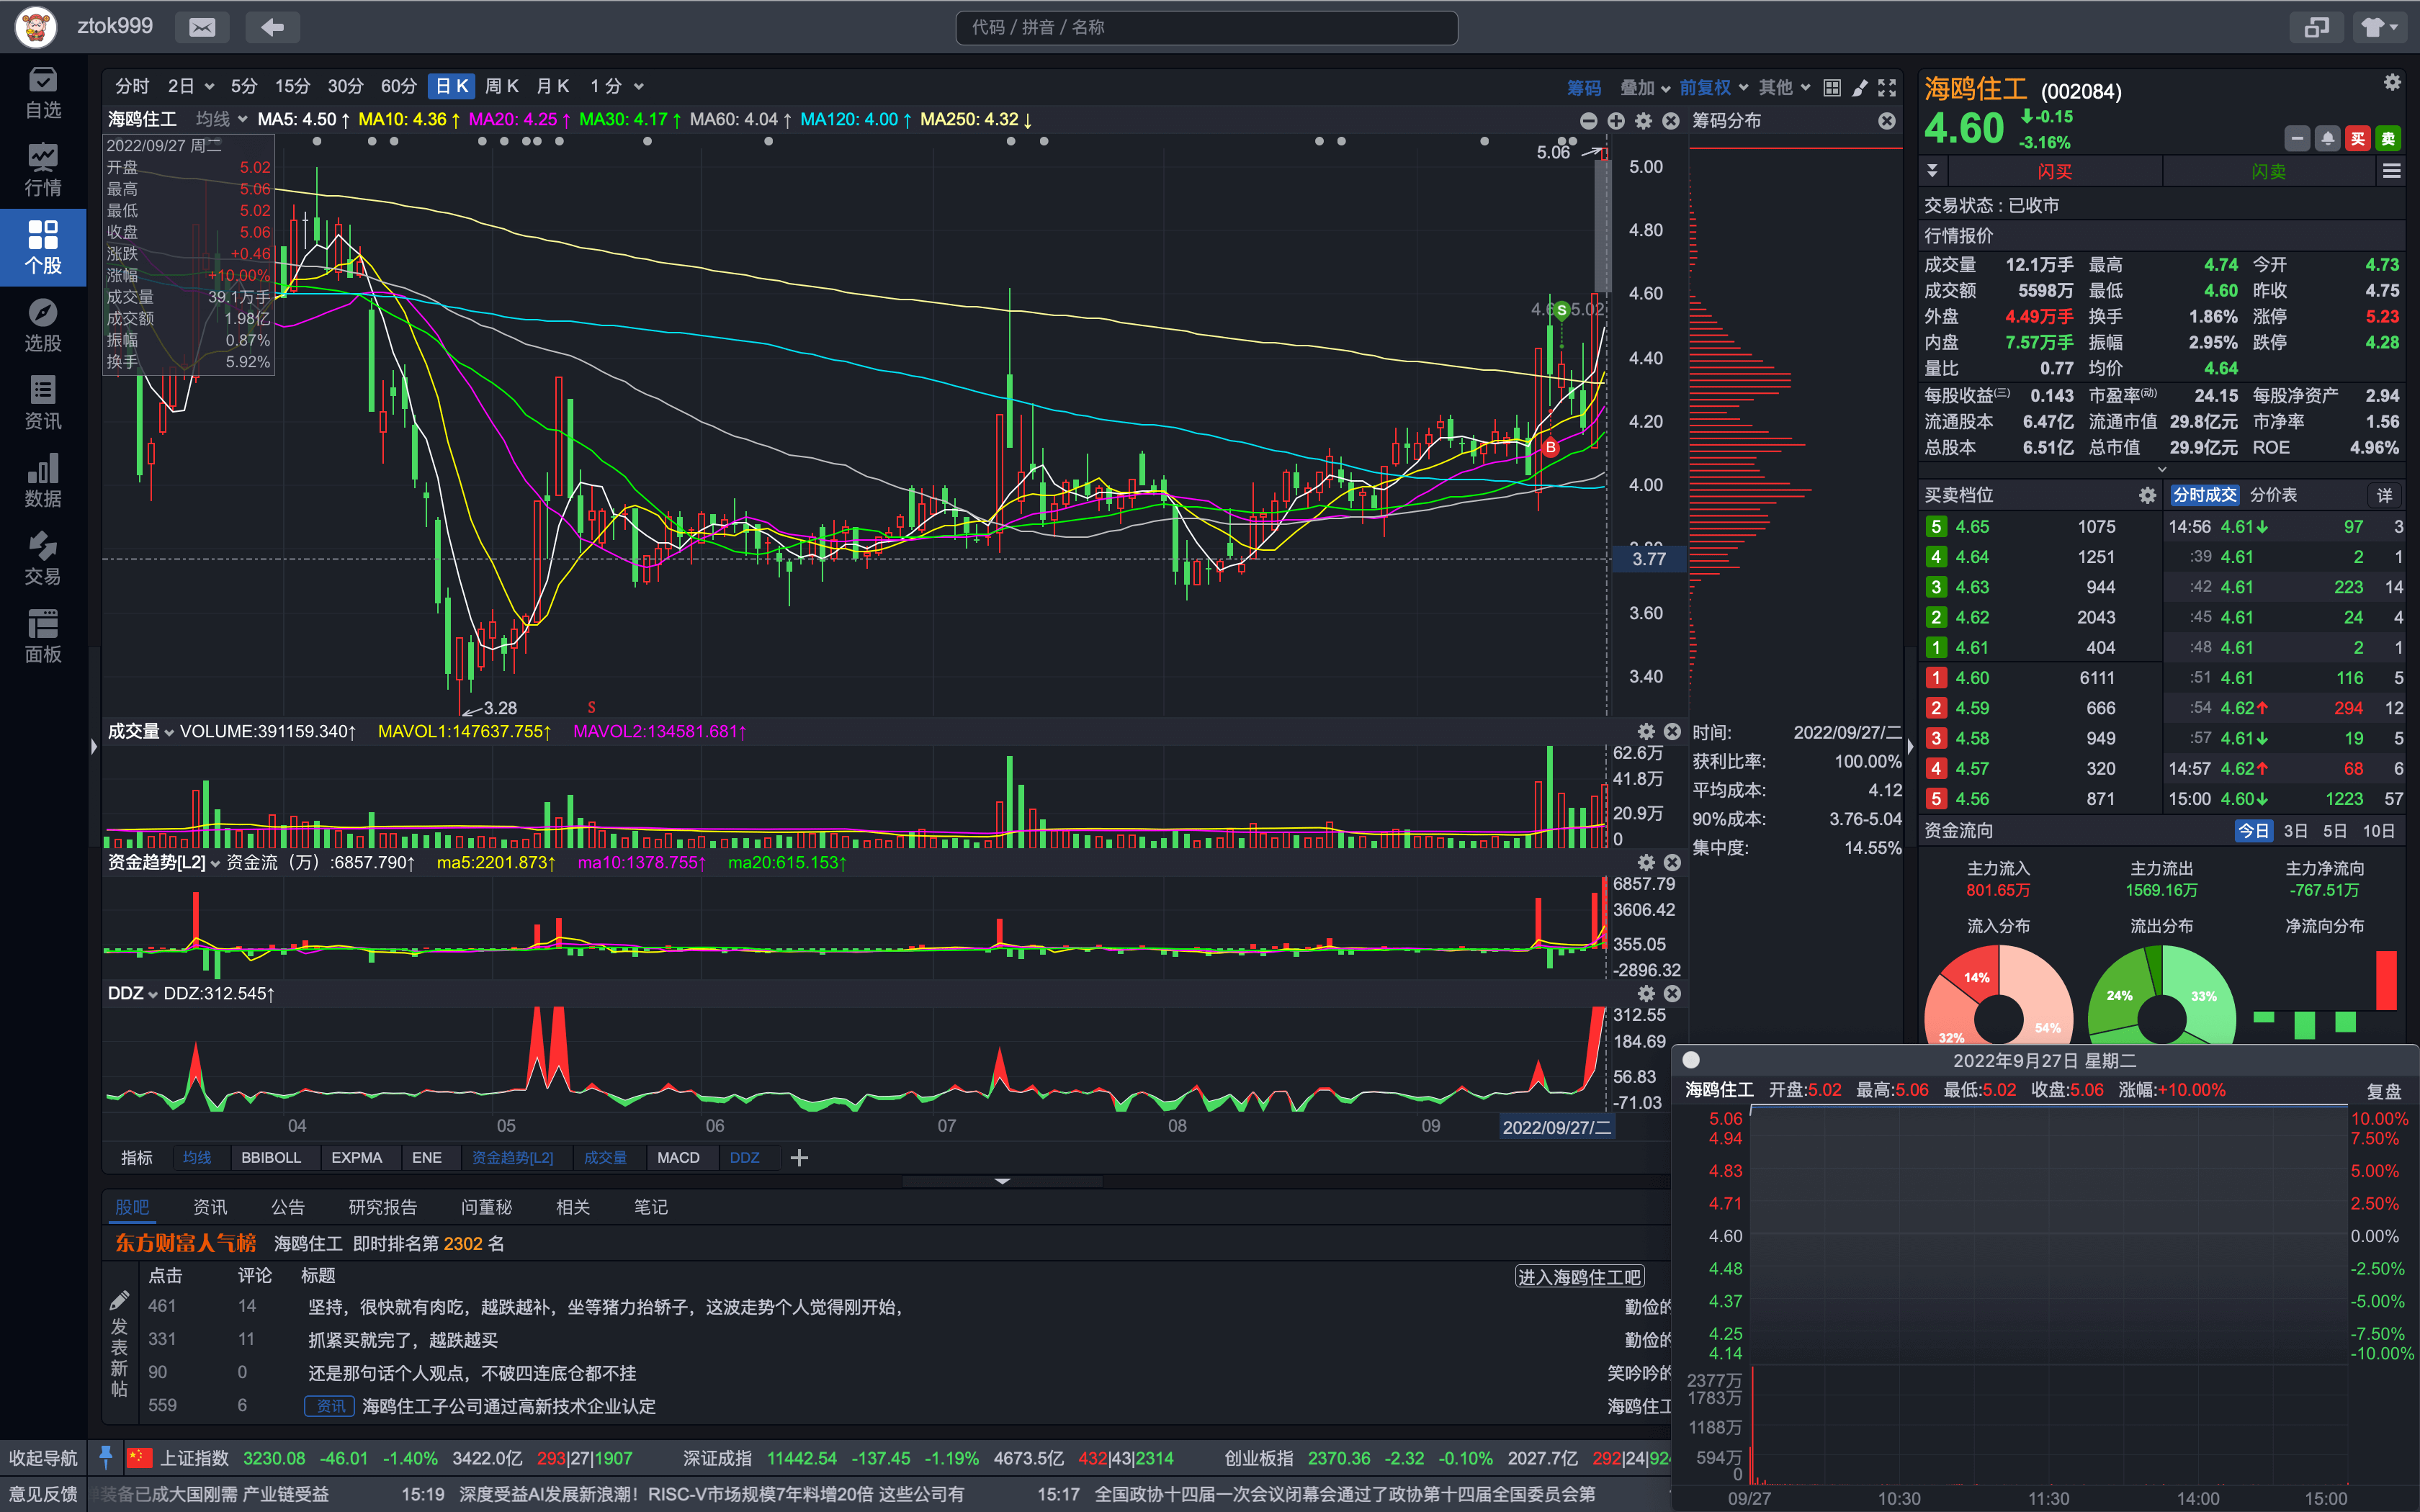 ztok999
代码 / 拼音 / 名称
自选
行情
个股
选股
资讯
数据
交易
面板
分时 2日 5分 15分 30分 60分 日K 周K 月K 1分
筹码 叠加 前复权 其他
海鸥住工 均线 MA5: 4.50↑ MA10: 4.36↑ MA20: 4.25↑ MA30: 4.17↑ MA60: 4.04↑ MA120: 4.00↑ MA250: 4.32↓
筹码分布
2022/09/27 周二
开盘 5.02
最高 5.06
最低 5.02
收盘 5.06
涨跌 +0.46
涨幅 +10.00%
成交量 39.1万手
成交额 1.98亿
振幅 0.87%
换手 5.92%
5.06
5.00
4.80
4.60
4.40
4.20
4.00
3.77
3.60
3.40
S
5.02
B
3.28
S
成交量 VOLUME:391159.340↑ MAVOL1:147637.755↑ MAVOL2:134581.681↑
62.6万
41.8万
20.9万
0
资金趋势[L2] 资金流（万）:6857.790↑ ma5:2201.873↑ ma10:1378.755↑ ma20:615.153↑
6857.79
3606.42
355.05
-2896.32
DDZ DDZ:312.545↑
312.55
184.69
56.83
-71.03
04 05 06 07 08 09 2022/09/27/二
指标 均线 BBIBOLL EXPMA ENE 资金趋势[L2] 成交量 MACD DDZ
时间: 2022/09/27/二
获利比率: 100.00%
平均成本: 4.12
90%成本: 3.76-5.04
集中度: 14.55%
海鸥住工 (002084)
4.60 -0.15
-3.16%
买 卖
闪买 闪卖
交易状态 : 已收市
行情报价
成交量 12.1万手 最高 4.74 今开 4.73
成交额 5598万 最低 4.60 昨收 4.75
外盘 4.49万手 换手 1.86% 涨停 5.23
内盘 7.57万手 振幅 2.95% 跌停 4.28
量比 0.77 均价 4.64
每股收益(三) 0.143 市盈率(动) 24.15 每股净资产 2.94
流通股本 6.47亿 流通市值 29.8亿元 市净率 1.56
总股本 6.51亿 总市值 29.9亿元 ROE 4.96%
买卖档位 分时成交 分价表 详
5 4.65 1075 14:56 4.61↓ 97 3
4 4.64 1251 :39 4.61 2 1
3 4.63 944 :42 4.61 223 14
2 4.62 2043 :45 4.61 24 4
1 4.61 404 :48 4.61 2 1
1 4.60 6111 :51 4.61 116 5
2 4.59 666 :54 4.62↑ 294 12
3 4.58 949 :57 4.61↓ 19 5
4 4.57 320 14:57 4.62↑ 68 6
5 4.56 871 15:00 4.60↓ 1223 57
资金流向 今日 3日 5日 10日
主力流入 主力流出 主力净流向
801.65万 1569.16万 -767.51万
流入分布 流出分布 净流向分布
14% 32% 54%
24% 33%
2022年9月27日 星期二
海鸥住工 开盘:5.02 最高:5.06 最低:5.02 收盘:5.06 涨幅:+10.00% 复盘
5.06 10.00%
4.94 7.50%
4.83 5.00%
4.71 2.50%
4.60 0.00%
4.48 -2.50%
4.37 -5.00%
4.25 -7.50%
4.14 -10.00%
2377万
1783万
1188万
594万
0
09/27 10:30 11:30 14:00 15:00
股吧 资讯 公告 研究报告 问董秘 相关 笔记
东方财富人气榜 海鸥住工 即时排名第 2302 名
点击 评论 标题 进入海鸥住工吧
461 14 坚持，很快就有肉吃，越跌越补，坐等猪力抬轿子，这波走势个人觉得刚开始， 勤俭的
331 11 抓紧买就完了，越跌越买 勤俭的
90 0 还是那句话个人观点，不破四连底仓都不挂 笑吟吟的
559 6 资讯 海鸥住工子公司通过高新技术企业认定 海鸥住工
发表新帖
收起导航 上证指数 3230.08 -46.01 -1.40% 3422.0亿 293|27|1907 深证成指 11442.54 -137.45 -1.19% 4673.5亿 432|43|2314 创业板指 2370.36 -2.32 -0.10% 2027.7亿 292|24|924
意见反馈 装备已成大国刚需 产业链受益 15:19 深度受益AI发展新浪潮！RISC-V市场规模7年料增20倍 这些公司有 15:17 全国政协十四届一次会议闭幕会通过了政协第十四届全国委员会第